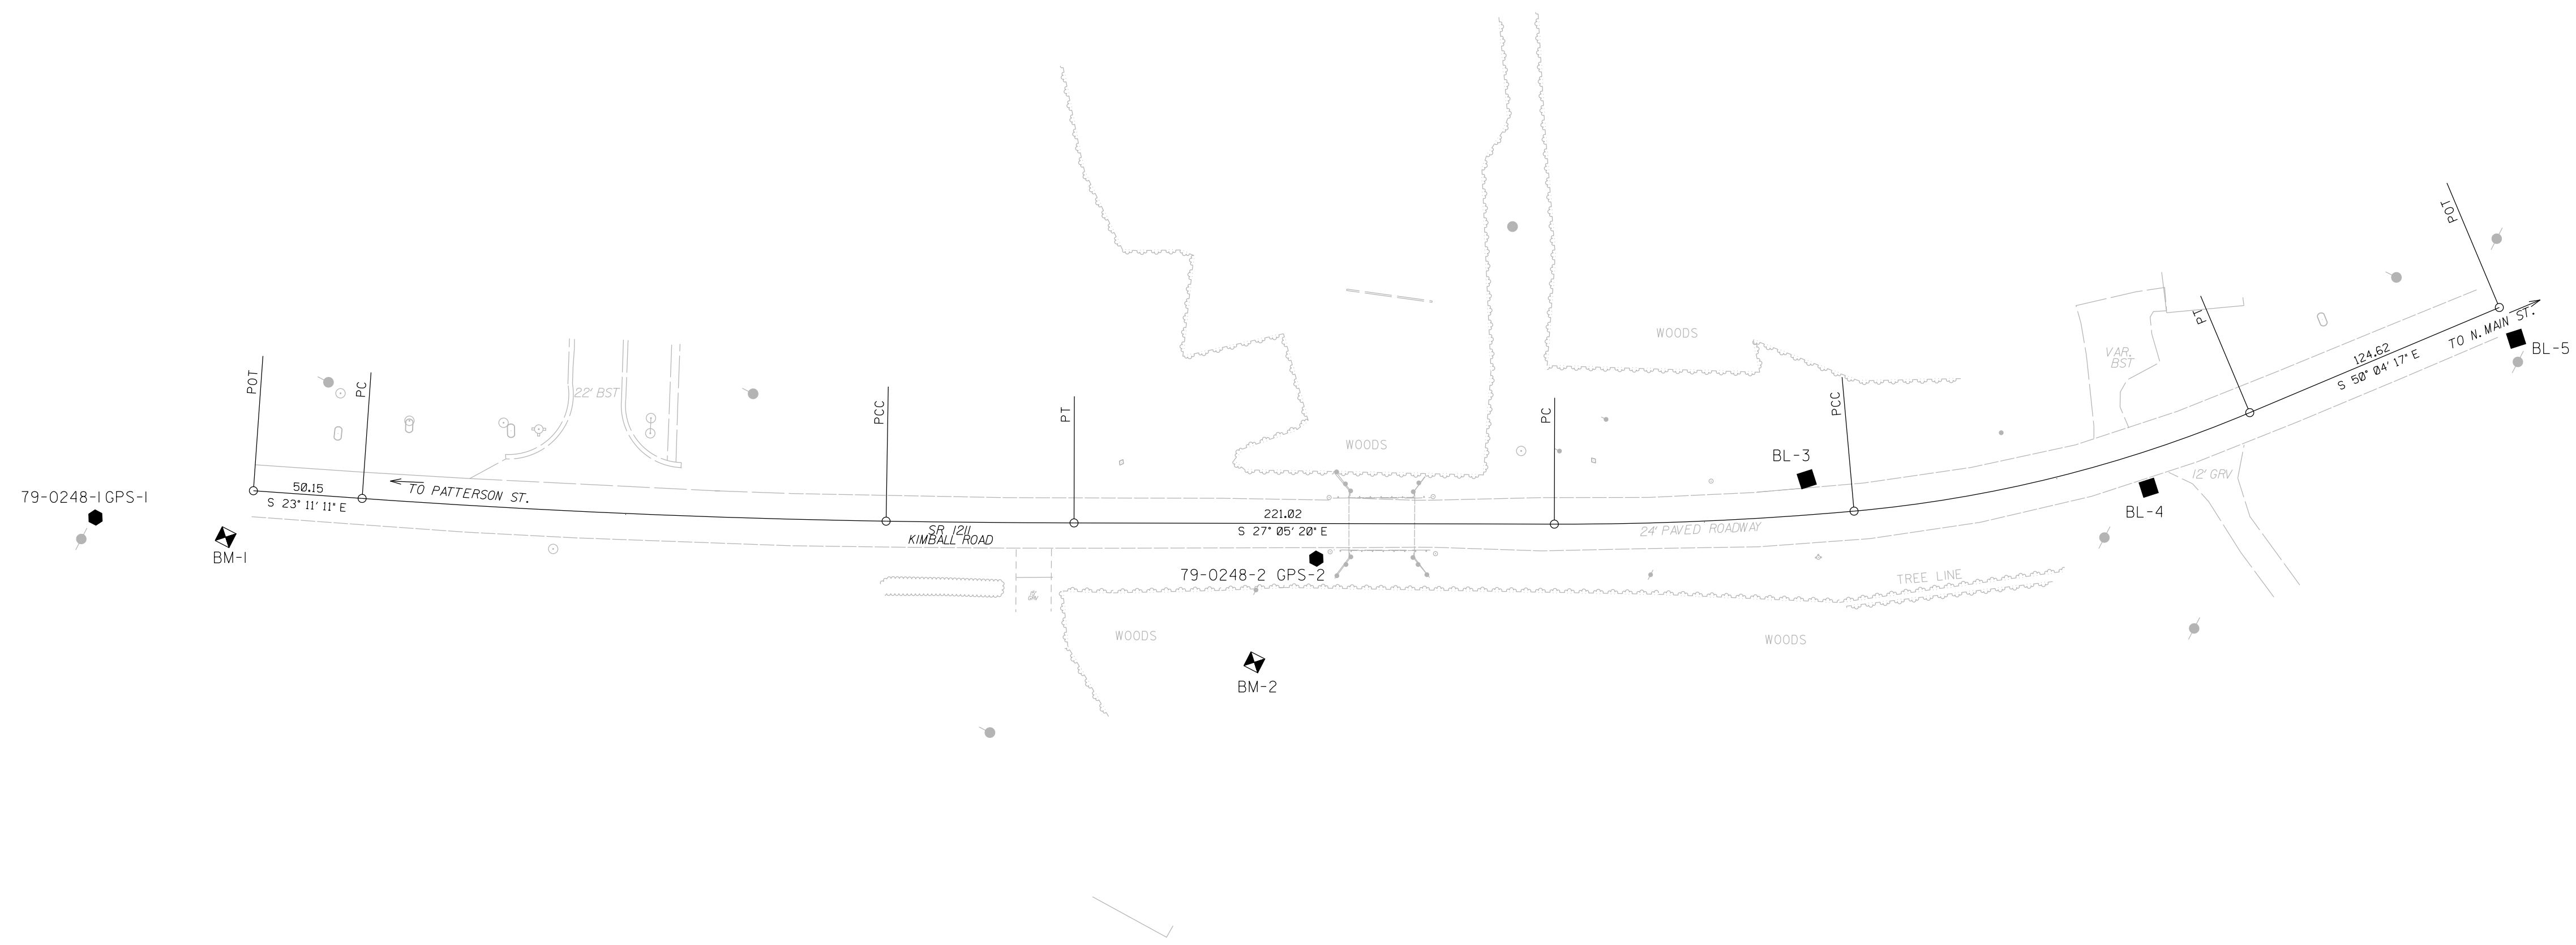 POT
POT
PT
VAR.
BST
124.62
S 50° 04' 17" E
TO N. MAIN ST.
BL-5
WOODS
POT
PC
22' BST
PCC
PT
PC
PCC
WOODS
BL-3
79-0248-1 GPS-1
50.15
S 23° 11' 11" E
TO PATTERSON ST.
BL-4
12' GRV
BM-1
SR 1211
KIMBALL ROAD
221.02
S 27° 05' 20" E
24' PAVED ROADWAY
79-0248-2 GPS-2
TREE LINE
WOODS
WOODS
BM-2